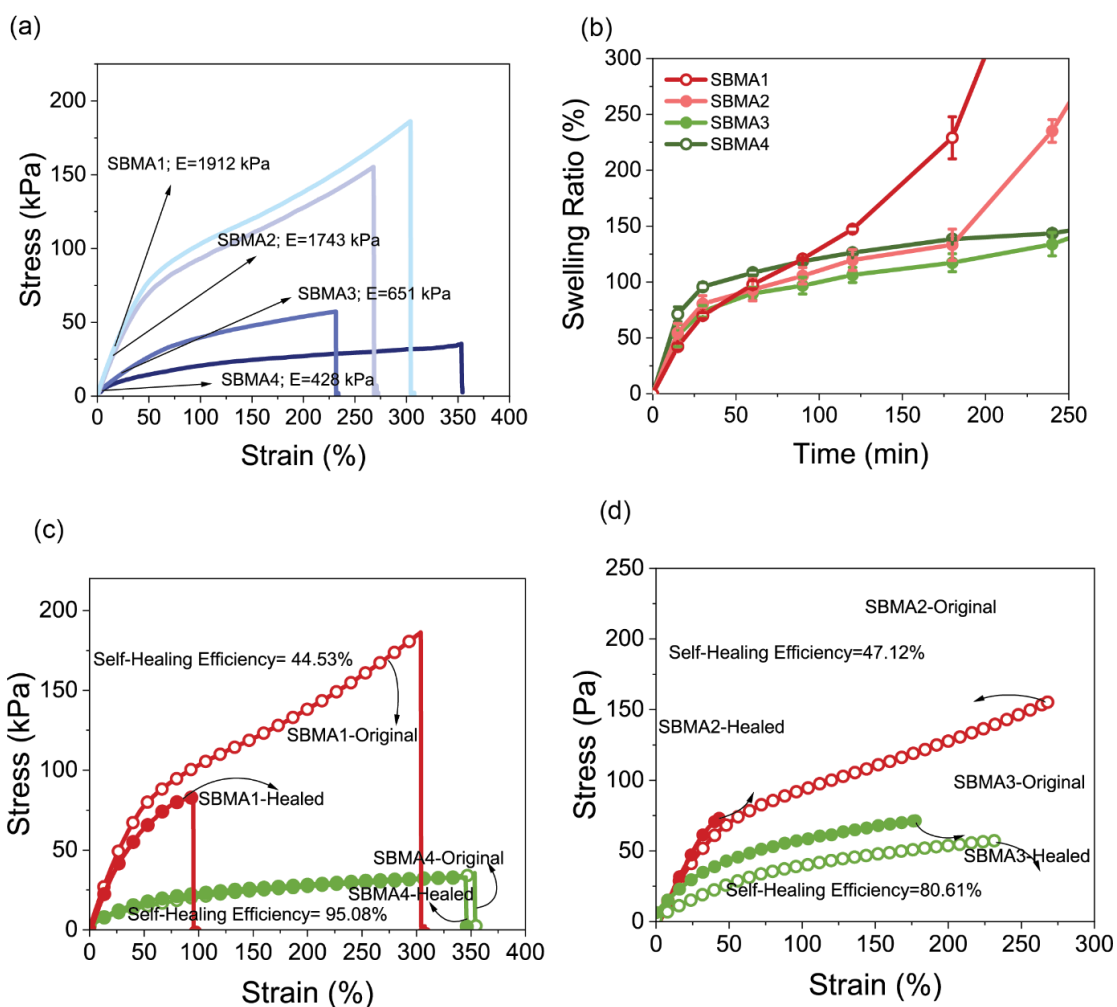 (a)
200
150
100
50
0
Stress (kPa)
SBMA1; E=1912 kPa
SBMA2; E=1743 kPa
SBMA3; E=651 kPa
SBMA4; E=428 kPa
0 50 100 150 200 250 300 350 400
Strain (%)
(b)
300
250
200
150
100
50
0
Swelling Ratio (%)
SBMA1
SBMA2
SBMA3
SBMA4
0 50 100 150 200 250
Time (min)
(c)
200
150
100
50
0
Stress (kPa)
Self-Healing Efficiency= 44.53%
SBMA1-Original
SBMA1-Healed
SBMA4-Original
SBMA4-Healed
Self-Healing Efficiency= 95.08%
0 50 100 150 200 250 300 350 400
Strain (%)
(d)
250
200
150
100
50
0
Stress (Pa)
SBMA2-Original
Self-Healing Efficiency=47.12%
SBMA2-Healed
SBMA3-Original
SBMA3-Healed
Self-Healing Efficiency=80.61%
0 50 100 150 200 250 300
Strain (%)